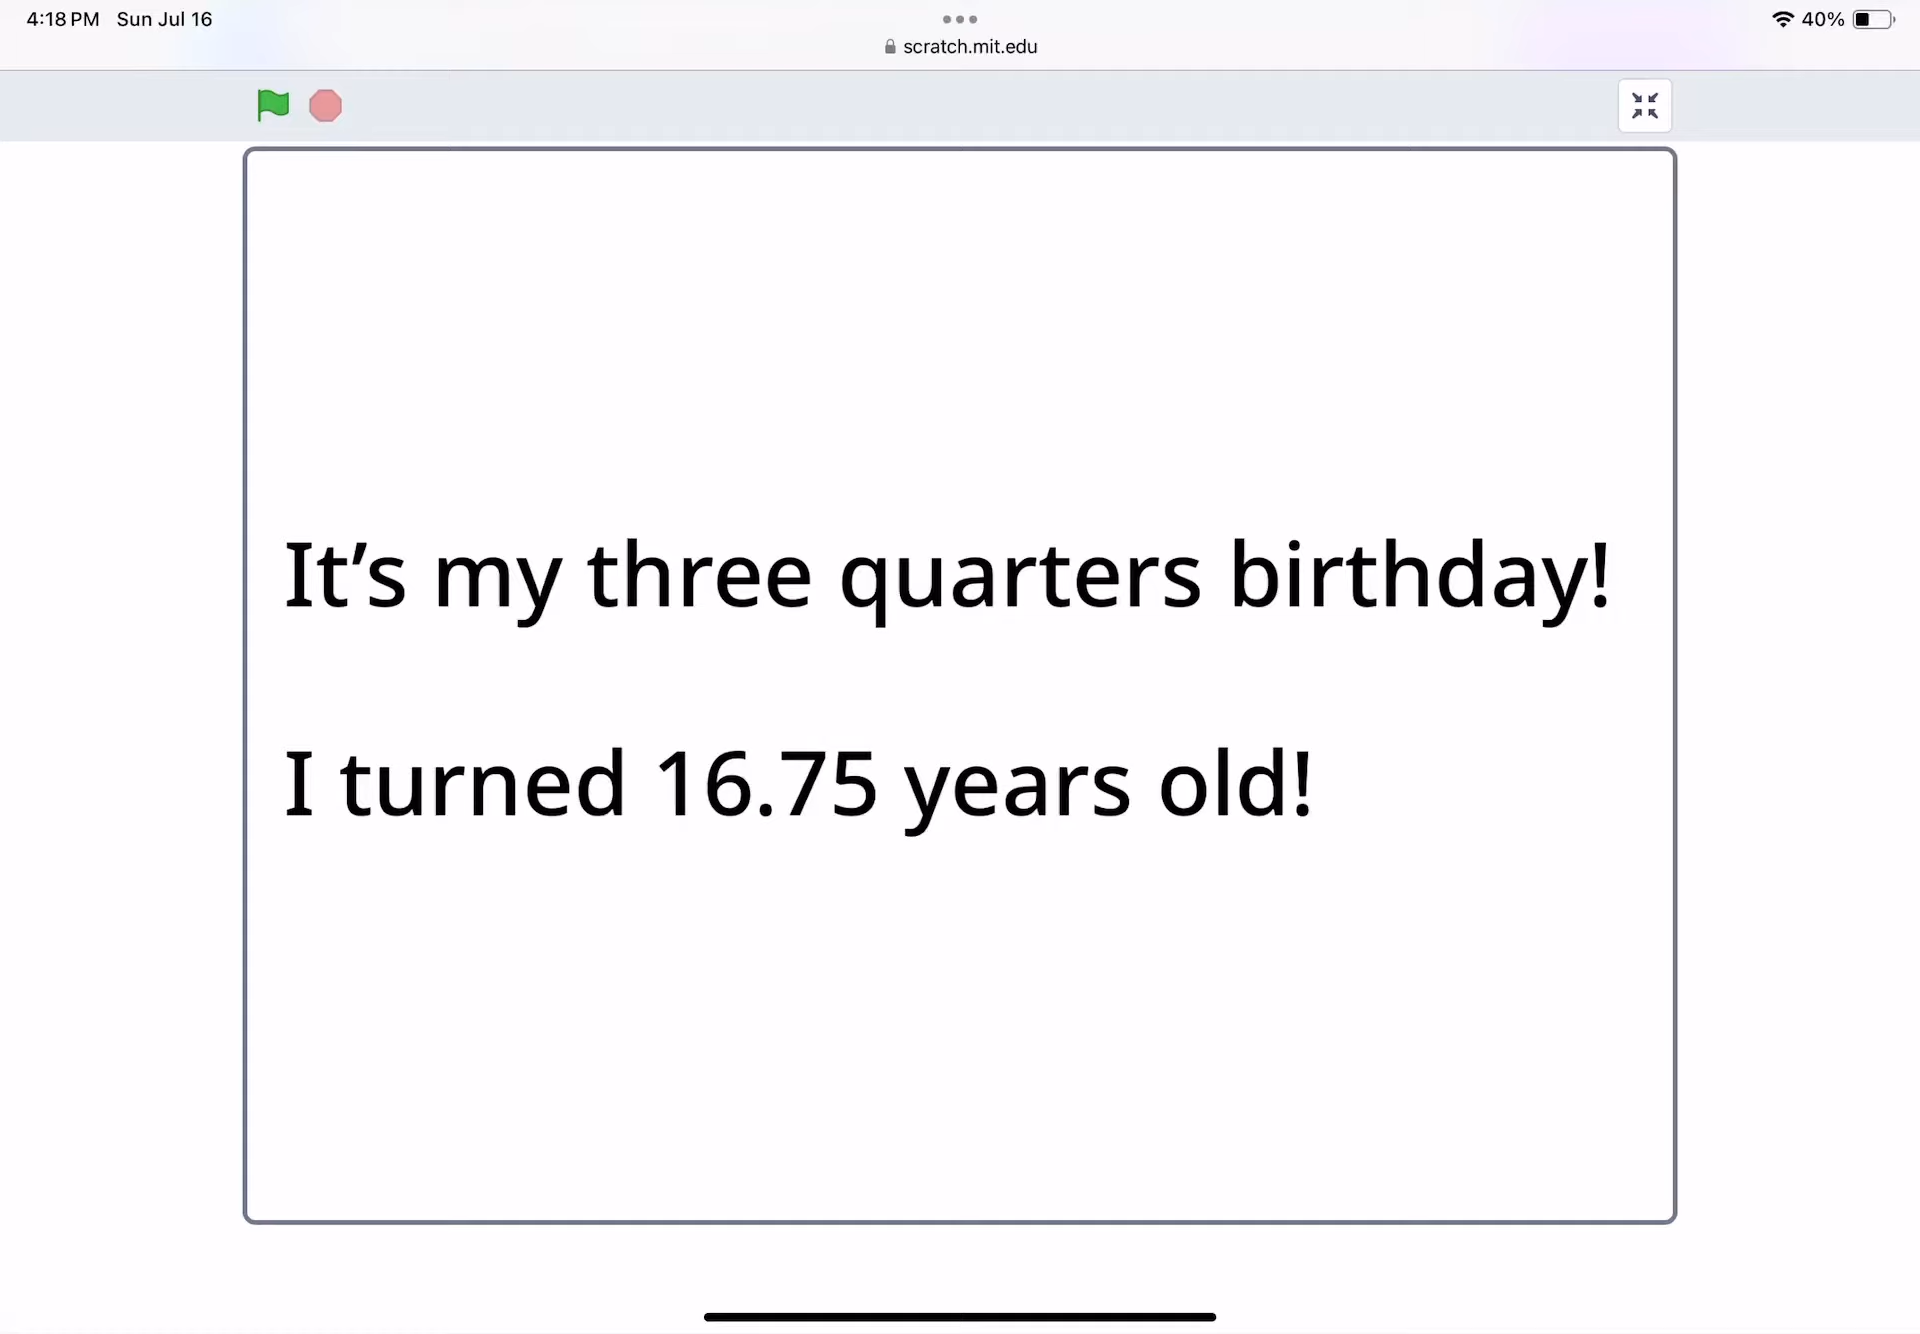 4:18 PM Sun Jul 16
scratch.mit.edu
40%
It’s my three quarters birthday!
I turned 16.75 years old!